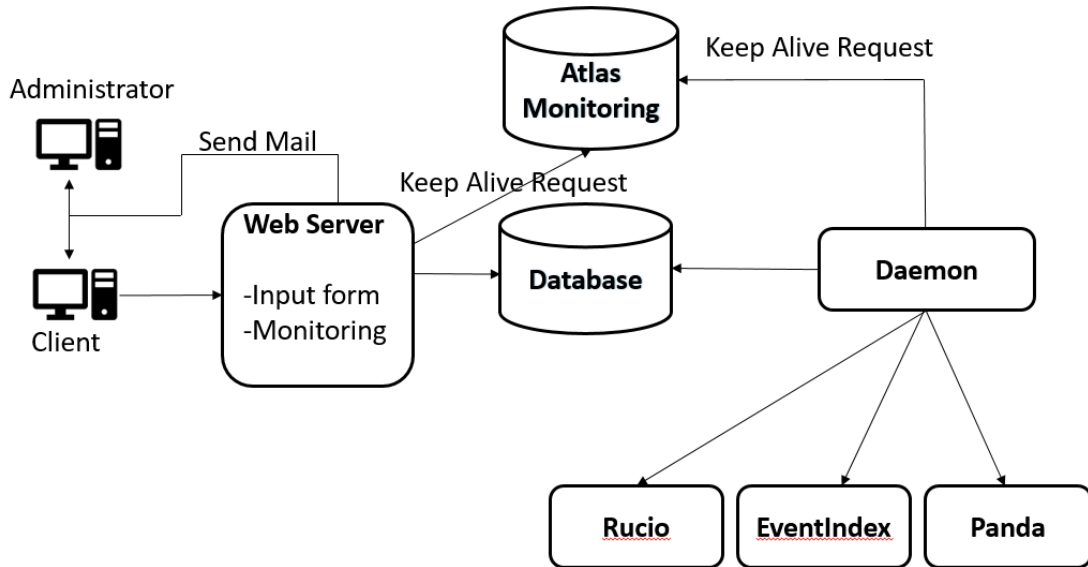 Administrator
Send Mail
Client
Web Server
-Input form
-Monitoring
Keep Alive Request
Atlas
Monitoring
Keep Alive Request
Database
Daemon
Rucio
EventIndex
Panda